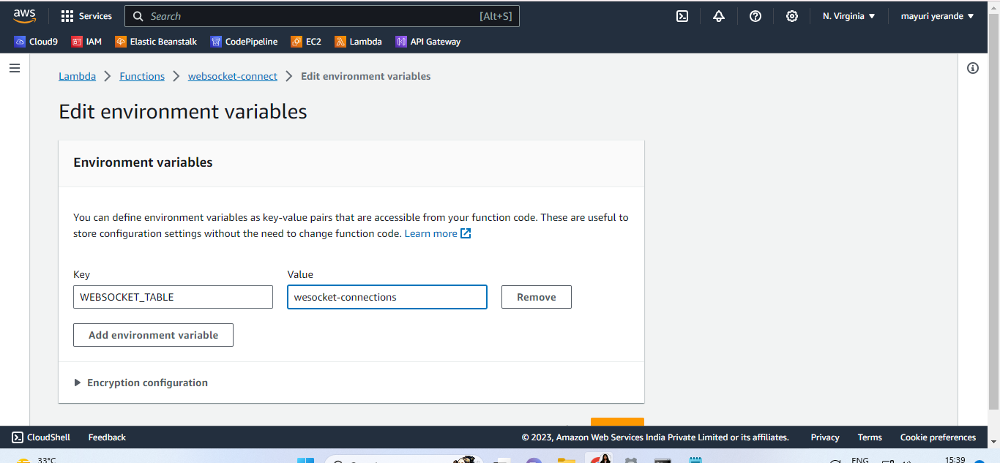 aws
Services
Search
[Alt+S]
N. Virginia
mayuri yerande
Cloud9
IAM
Elastic Beanstalk
CodePipeline
EC2
Lambda
API Gateway
Lambda
Functions
websocket-connect
Edit environment variables
Edit environment variables
Environment variables
You can define environment variables as key-value pairs that are accessible from your function code. These are useful to
store configuration settings without the need to change function code. Learn more
Key
Value
WEBSOCKET_TABLE
wesocket-connections
Remove
Add environment variable
Encryption configuration
CloudShell
Feedback
© 2023, Amazon Web Services India Private Limited or its affiliates.
Privacy
Terms
Cookie preferences
33°C
ENG
15:39